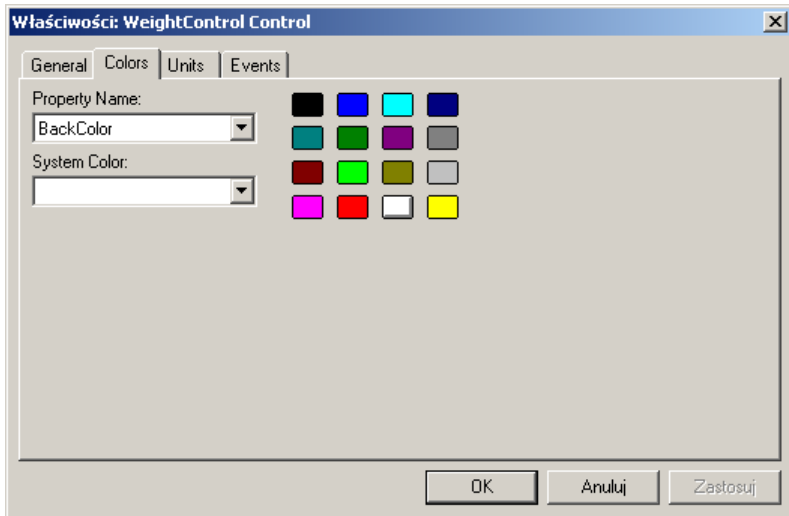 Właściwości: WeightControl Control
General Colors Units Events
Property Name:
BackColor
System Color:
OK Anuluj Zastosuj